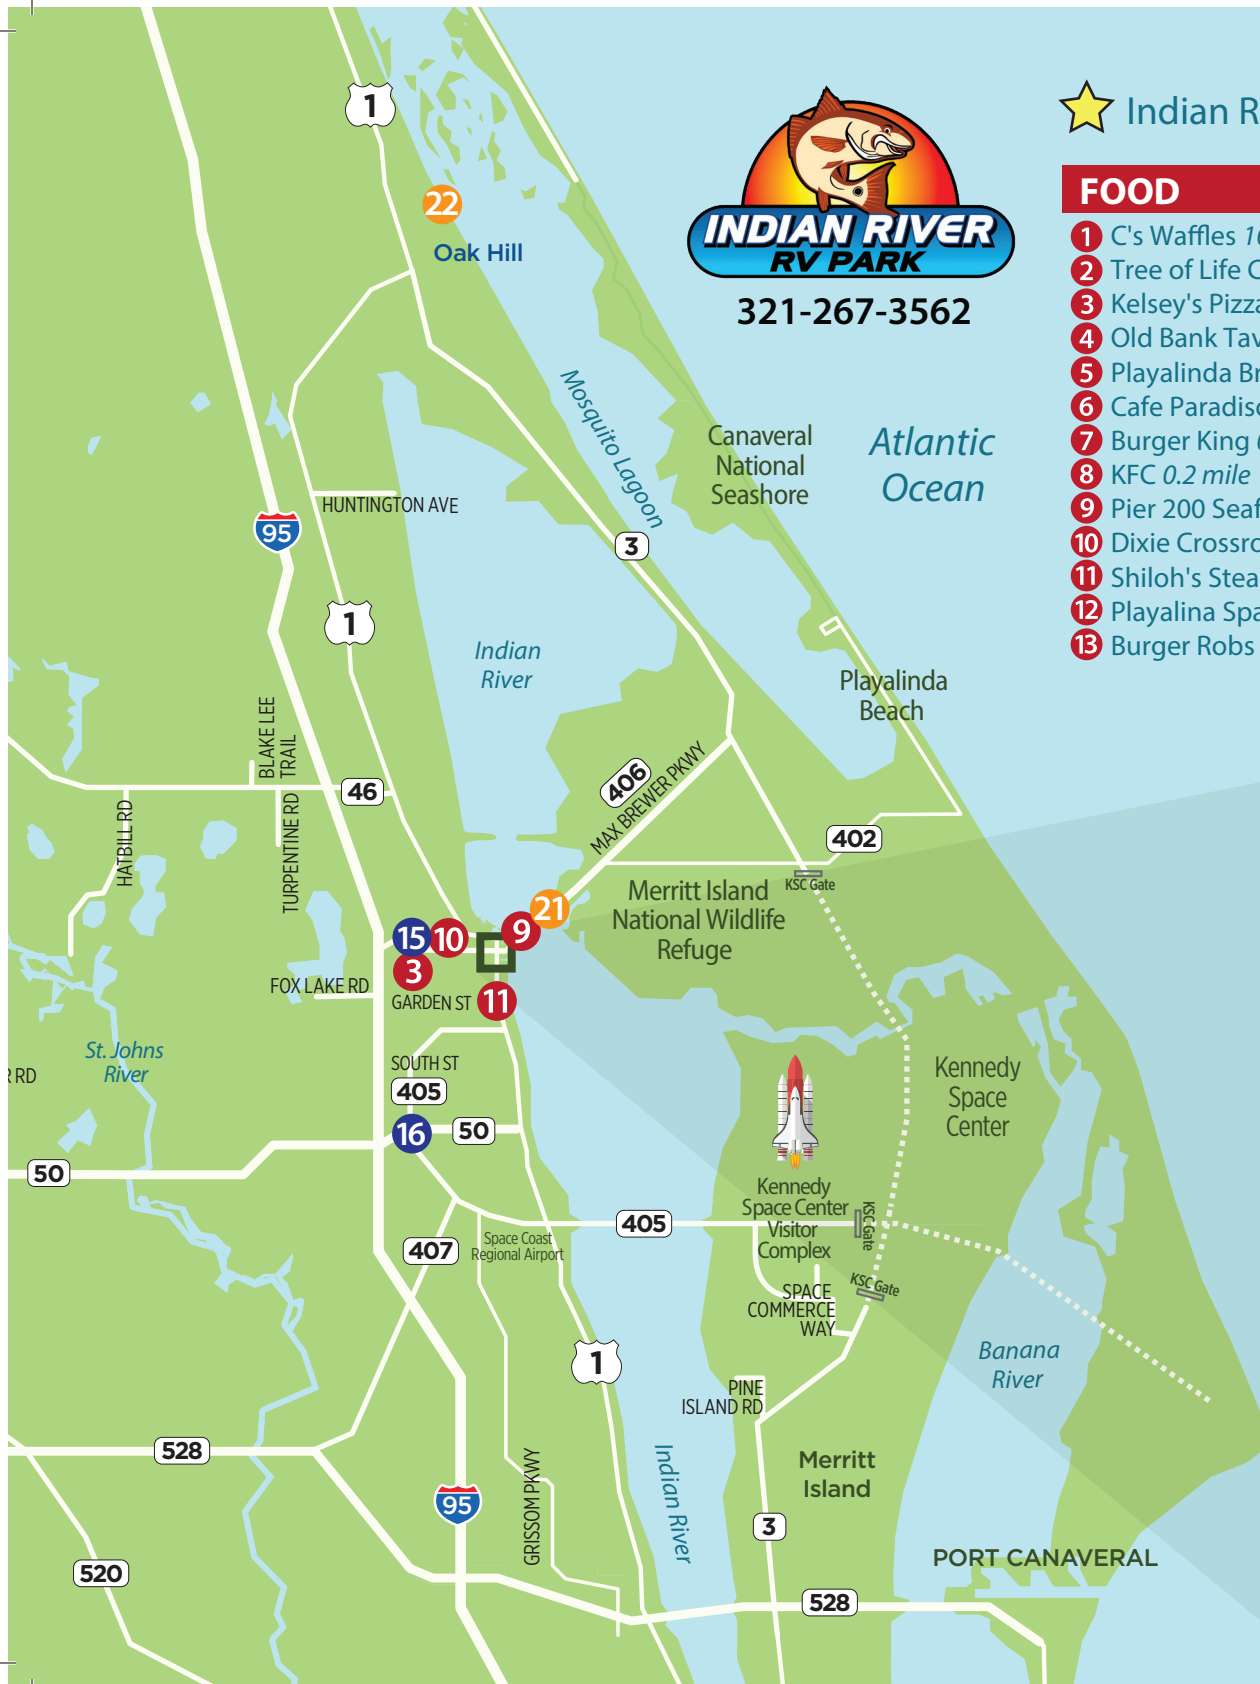 1
22
Oak Hill
INDIAN RIVER
RV PARK
321-267-3562
Indian R
FOOD
1 C's Waffles
2 Tree of Life
3 Kelsey's Pizza
4 Old Bank Tav
5 Playalinda Br
6 Cafe Paradiso
7 Burger King
8 KFC 0.2 mile
9 Pier 200 Seaf
10 Dixie Crossro
11 Shiloh's Stea
12 Playalina Spa
13 Burger Robs
Mosquito Lagoon
Canaveral
National
Seashore
Atlantic
Ocean
HUNTINGTON AVE
95
3
1
Indian
River
Playalinda
Beach
BLAKE LEE
TRAIL
46
406
MAX BREWER PKWY
HATBILL RD
TURPENTINE RD
402
KSC Gate
Merritt Island
National Wildlife
Refuge
21
9
15
10
3
11
FOX LAKE RD
GARDEN ST
St. Johns
River
R RD
SOUTH ST
405
16
50
50
Kennedy
Space
Center
Kennedy
Space Center
Visitor
Complex
KSC Gate
405
407
Space Coast
Regional Airport
KSC Gate
SPACE
COMMERCE
WAY
1
Banana
River
PINE
ISLAND RD
528
Indian River
Merritt
Island
95
GRISSOM PKWY
3
520
PORT CANAVERAL
528